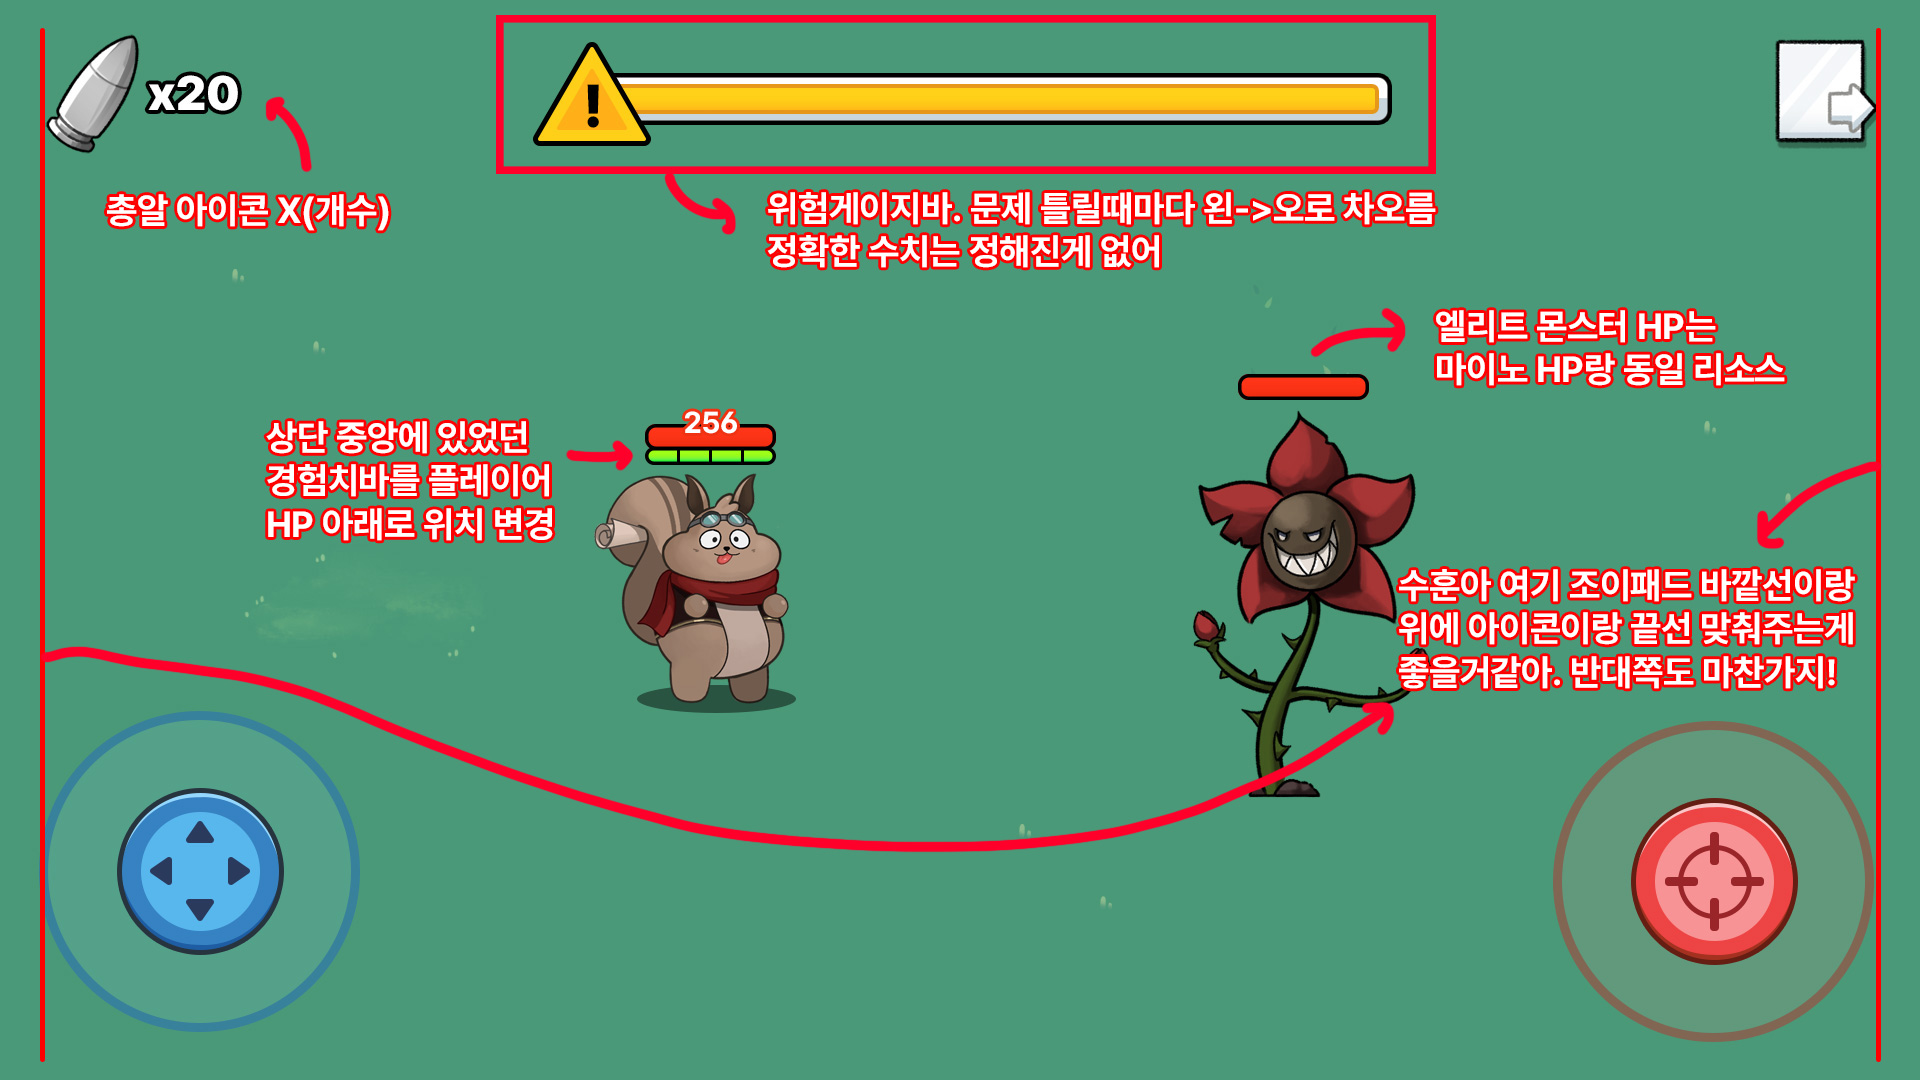 x20
!
총알 아이콘 X(개수)
위험게이지바. 문제 틀릴때마다 왼->오로 차오름
정확한 수치는 정해진게 없어
엘리트 몬스터 HP는
마이노 HP랑 동일 리소스
256
상단 중앙에 있었던
경험치바를 플레이어
HP 아래로 위치 변경
수훈아 여기 조이패드 바깥선이랑
위에 아이콘이랑 끝선 맞춰주는게
좋을거같아. 반대쪽도 마찬가지!